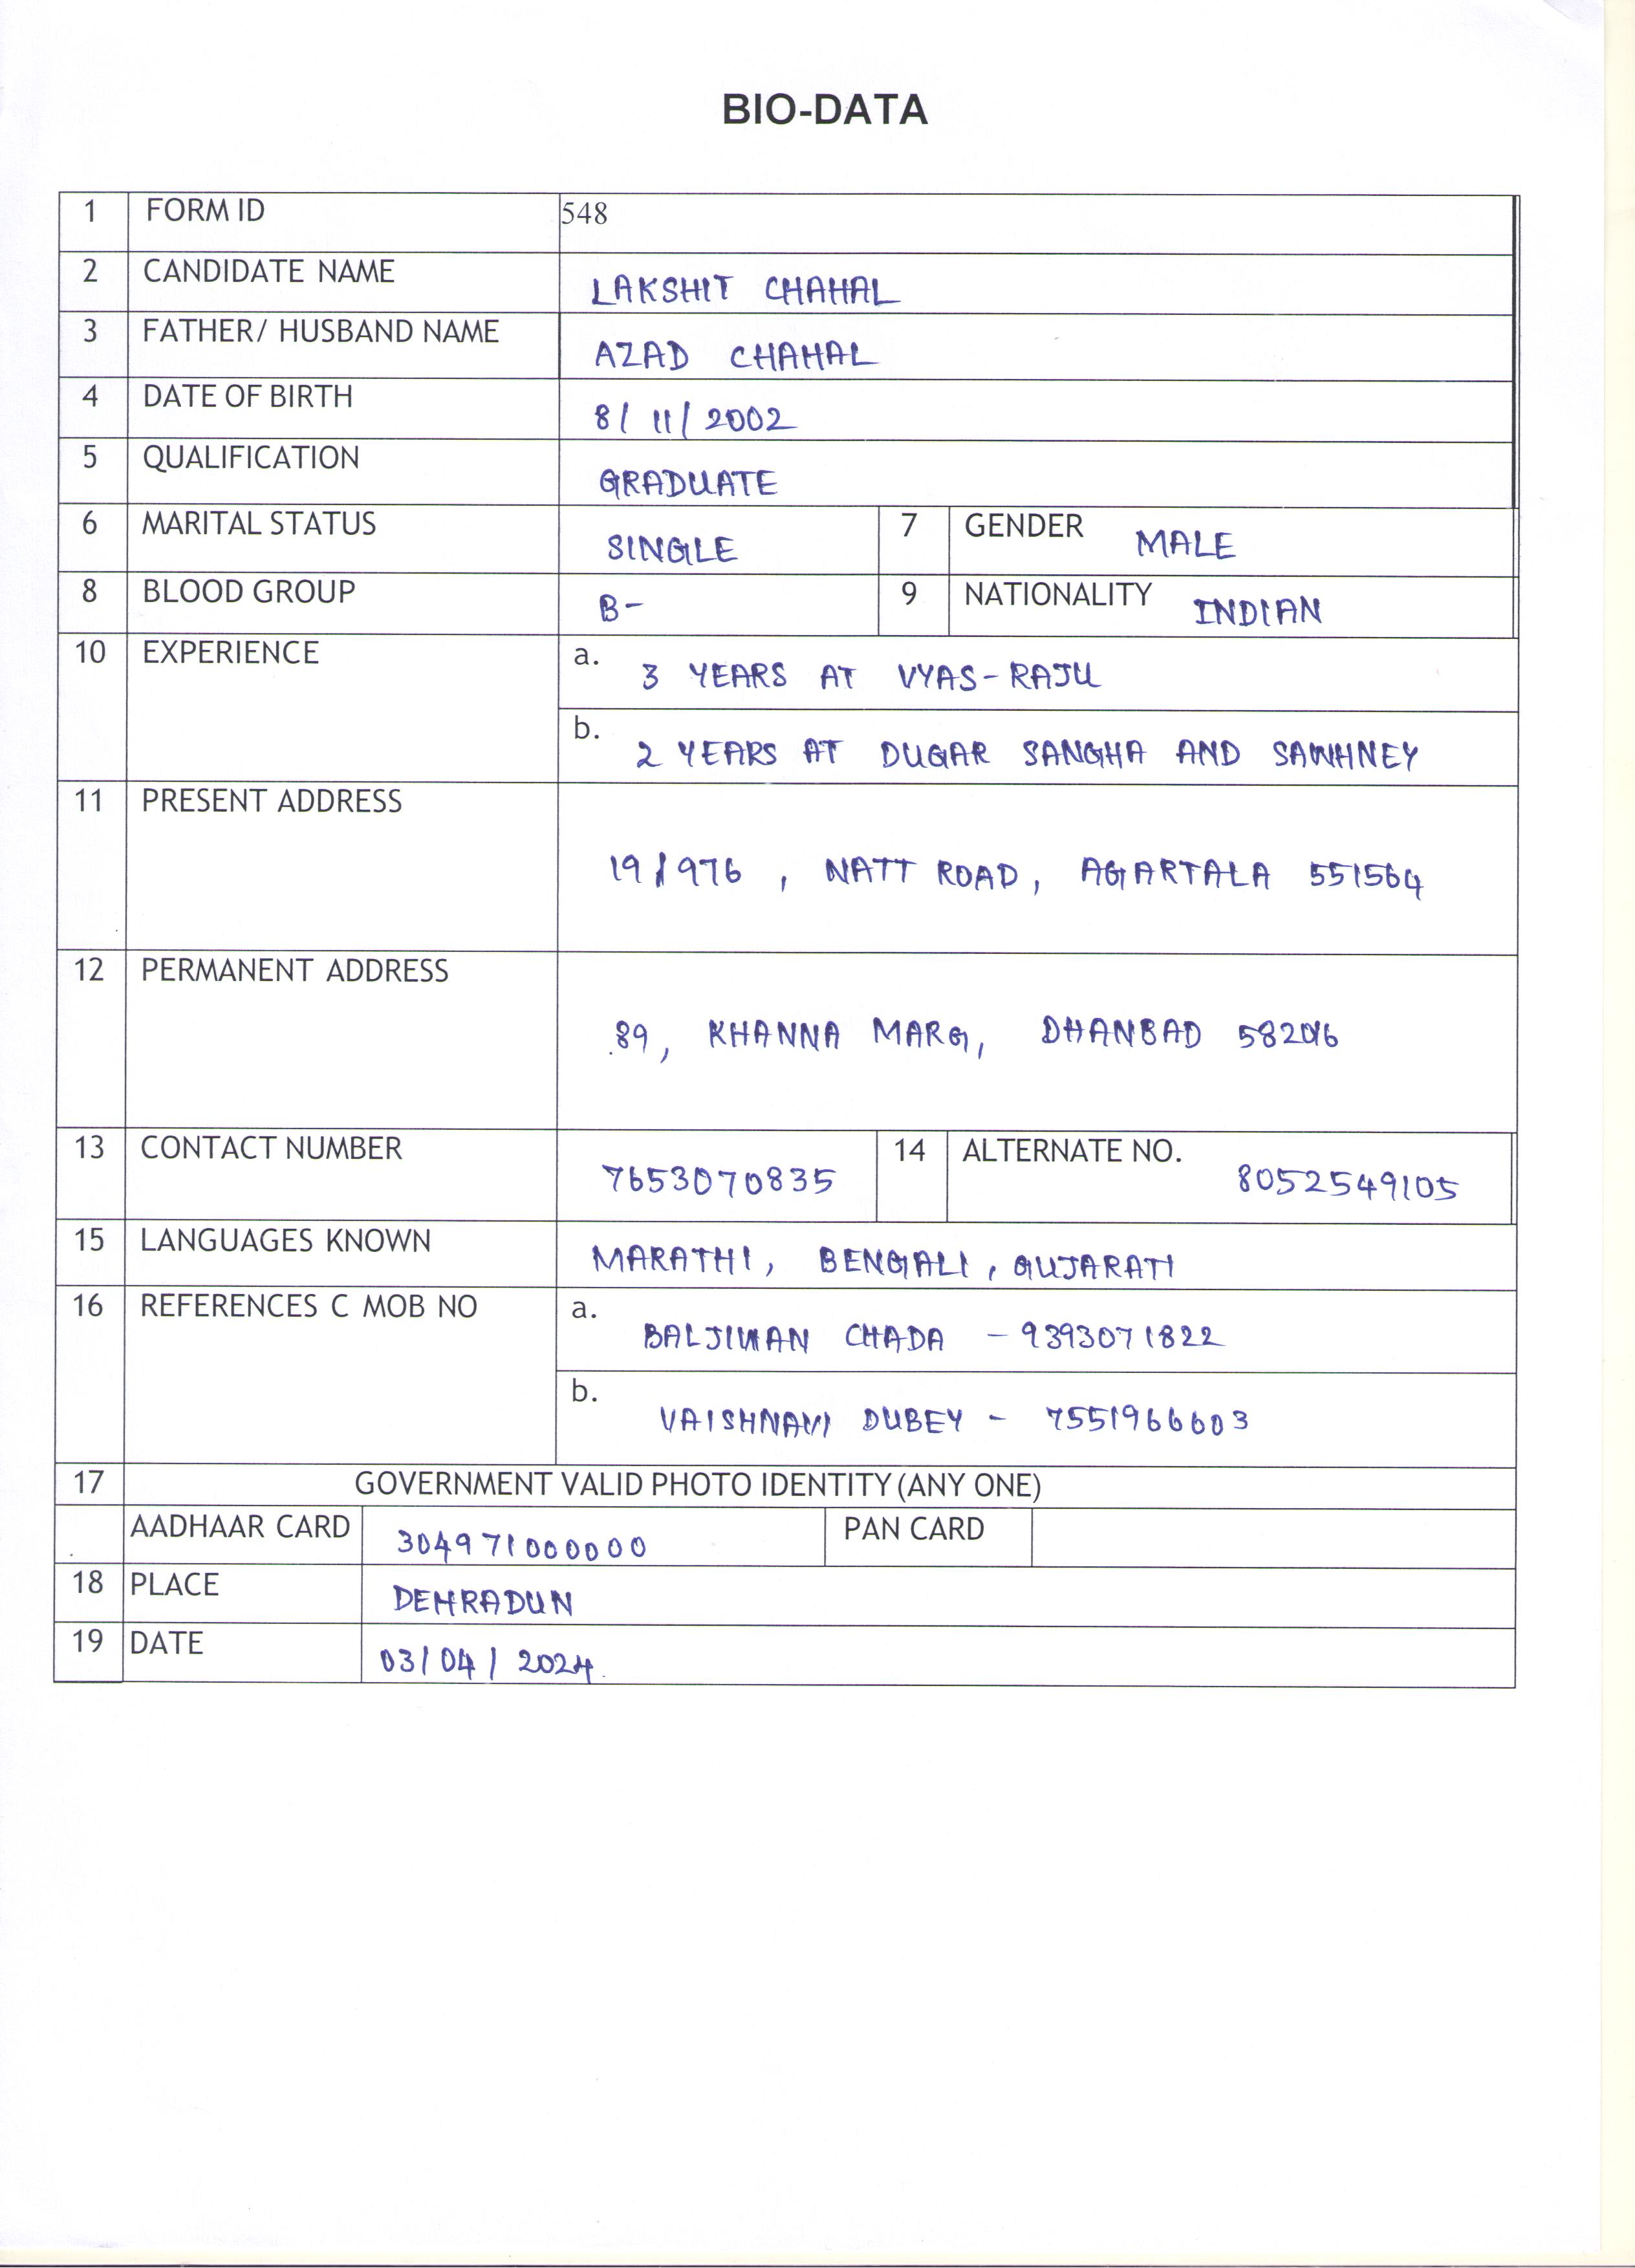 BIO-DATA
1 FORM ID 548
2 CANDIDATE NAME LAKSHIT CHAHAL
3 FATHER/ HUSBAND NAME AZAD CHAHAL
4 DATE OF BIRTH 8/11/2002
5 QUALIFICATION GRADUATE
6 MARITAL STATUS SINGLE 7 GENDER MALE
8 BLOOD GROUP B- 9 NATIONALITY INDIAN
10 EXPERIENCE a. 3 YEARS AT VYAS-RAJU
b. 2 YEARS AT DUGAR SANGHA AND SAWHNEY
11 PRESENT ADDRESS
19/976 , NATT ROAD, AGARTALA 551564
12 PERMANENT ADDRESS
89, KHANNA MARG, DHANBAD
13 CONTACT NUMBER 7653070835 14 ALTERNATE NO. 8052549105
15 LANGUAGES KNOWN MARATHI, BENGALI, GUJARATI
16 REFERENCES C MOB NO a. BALJIWAN CHADA - 9393071822
b. VAISHNAVI DUBEY - 7551966603
17 GOVERNMENT VALID PHOTO IDENTITY (ANY ONE)
AADHAAR CARD 304971000000 PAN CARD
18 PLACE DEHRADUN
19 DATE 03/04/2024